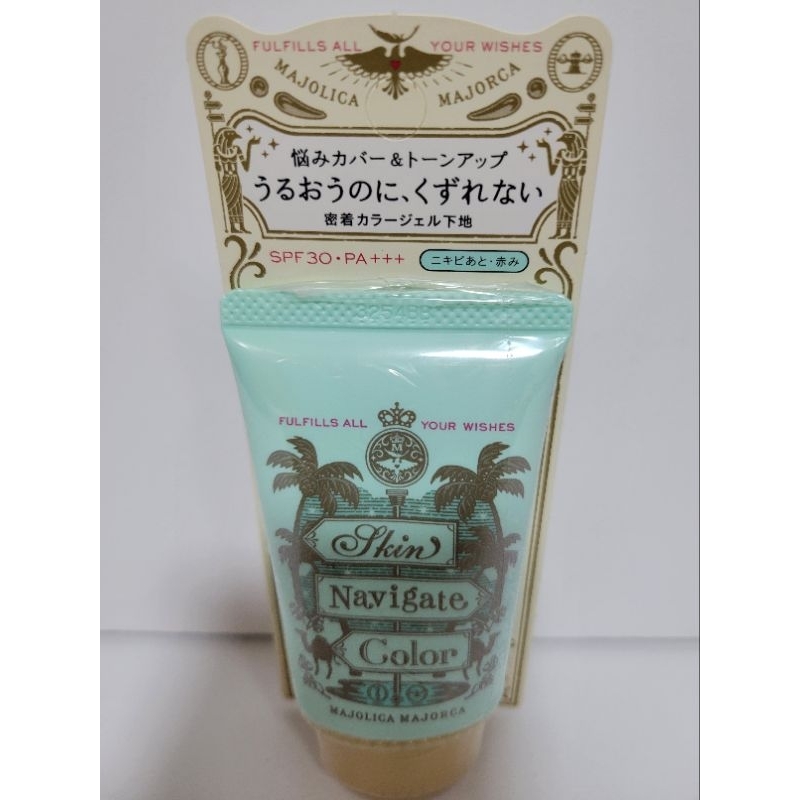 FULFILLS ALL YOUR WISHES
MAJOLICA MAJORCA
悩みカバー&トーンアップ
うるおうのに、くずれない
密着カラージェル下地
SPF30・PA+++
ニキビあと・赤み
FULFILLS ALL YOUR WISHES
M
Skin
Navigate
Color
MAJOLICA MAJORCA